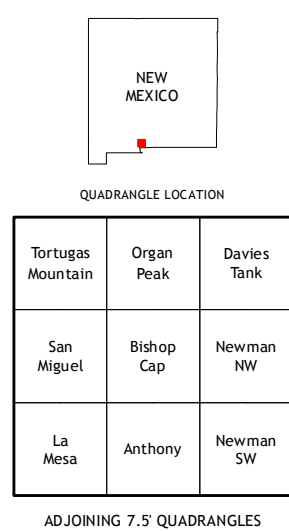 NEW
MEXICO
QUADRANGLE LOCATION
Tortugas
Mountain
Organ
Peak
Davies
Tank
San
Miguel
Bishop
Cap
Newman
NW
La
Mesa
Anthony
Newman
SW
ADJOINING 7.5' QUADRANGLES